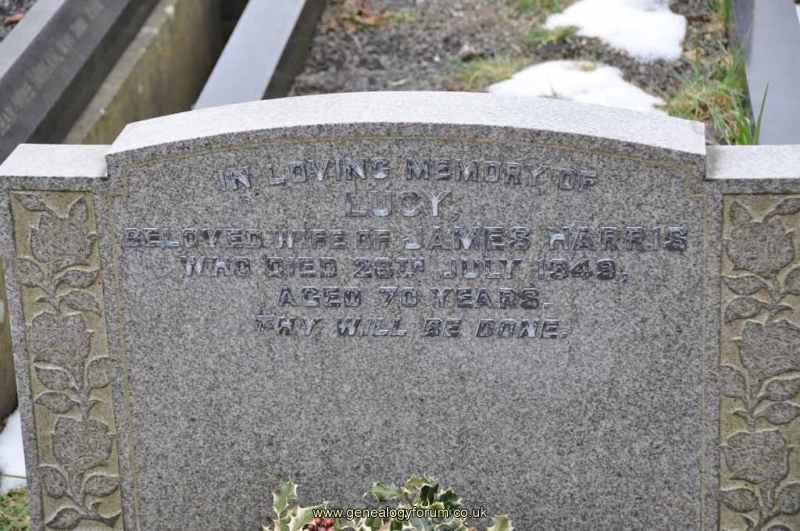 IN LOVING MEMORY OF
LUCY,
BELOVED WIFE OF JAMES HARRIS
WHO DIED 28TH JULY 1949,
AGED 70 YEARS.
THY WILL BE DONE.
www.genealogyforum.co.uk